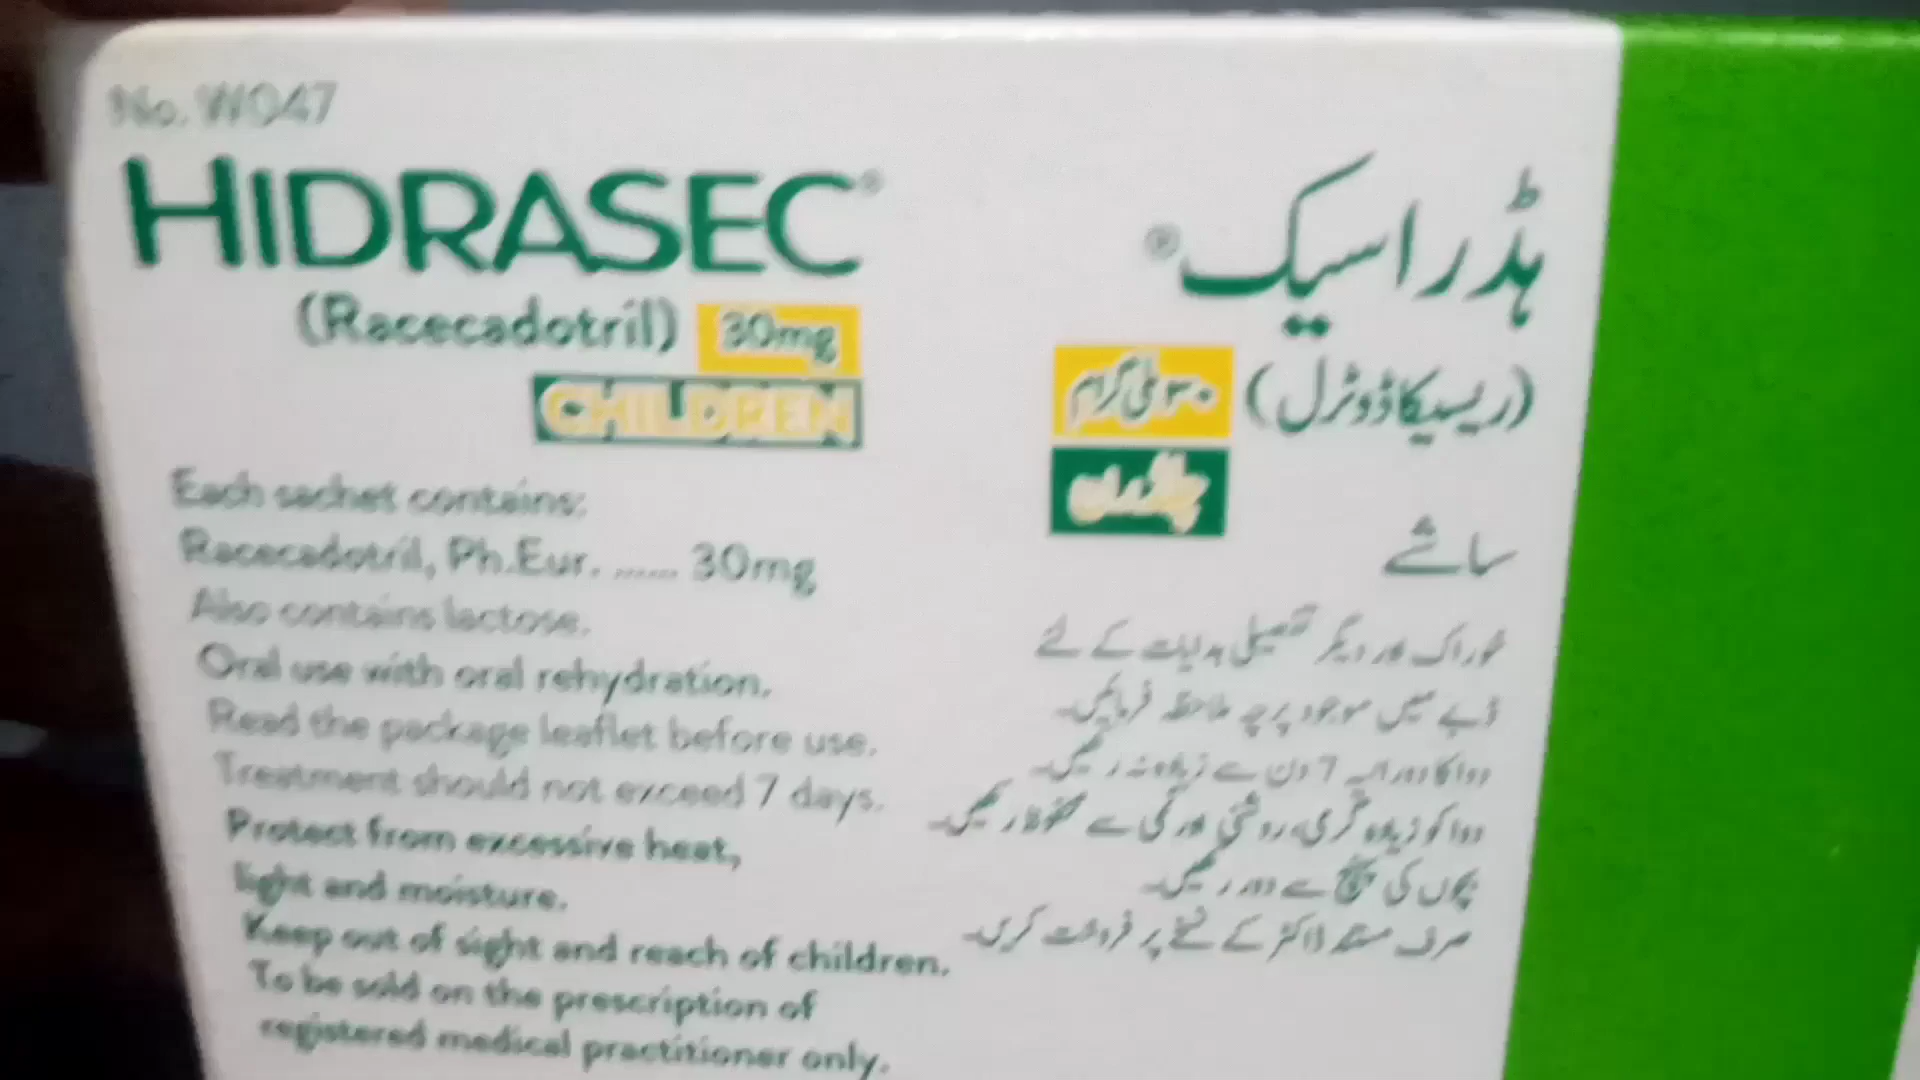 No. W047
HIDRASEC®
(Racecadotril) 30mg
CHILDREN
Each sachet contains:
Racecadotril, Ph.Eur. ...... 30mg
Also contains lactose.
Oral use with oral rehydration.
Read the package leaflet before use.
Treatment should not exceed 7 days.
Protect from excessive heat,
light and moisture.
Keep out of sight and reach of children.
To be sold on the prescription of
registered medical practitioner only.
ہڈراسیک®
(ریسیکاڈوٹرل) ۳۰ ملی گرام
چلڈرن
ساشے
خوراک اور دیگر تفصیلی ہدایات کے لئے
ڈبے میں موجود پرچہ ملاحظہ فرمائیں۔
دوا کا دورانیہ 7 دن سے زیادہ نہ رکھیں۔
دوا کو زیادہ گرمی، روشنی اور نمی سے محفوظ رکھیں۔
بچوں کی پہنچ سے دور رکھیں۔
صرف مستند ڈاکٹر کے نسخے پر فروخت کریں۔